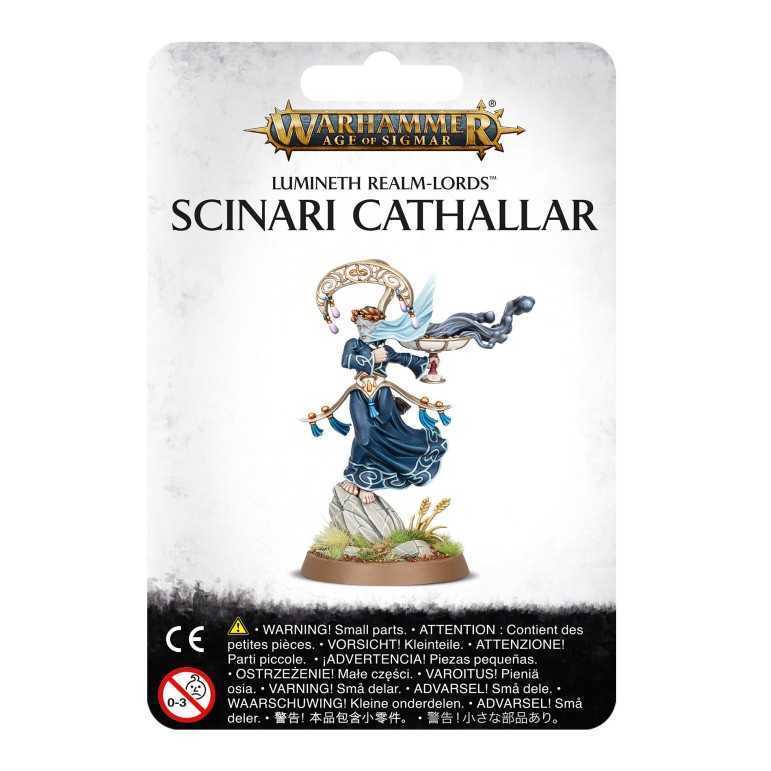 WARHAMMER®
AGE OF SIGMAR
LUMINETH REALM-LORDS™
SCINARI CATHALLAR
CE
0-3
• WARNING! Small parts. • ATTENTION : Contient des
petites pièces. • VORSICHT! Kleinteile. • ATTENZIONE!
Parti piccole. • ¡ADVERTENCIA! Piezas pequeñas.
• OSTRZEŻENIE! Małe części. • VAROITUS! Pieniä
osia. • VARNING! Små delar. • ADVARSEL! Små dele. •
WAARSCHUWING! Kleine onderdelen. • ADVARSEL! Små
deler. • 警告! 本品包含小零件。 • 警告! 小さな部品あり。